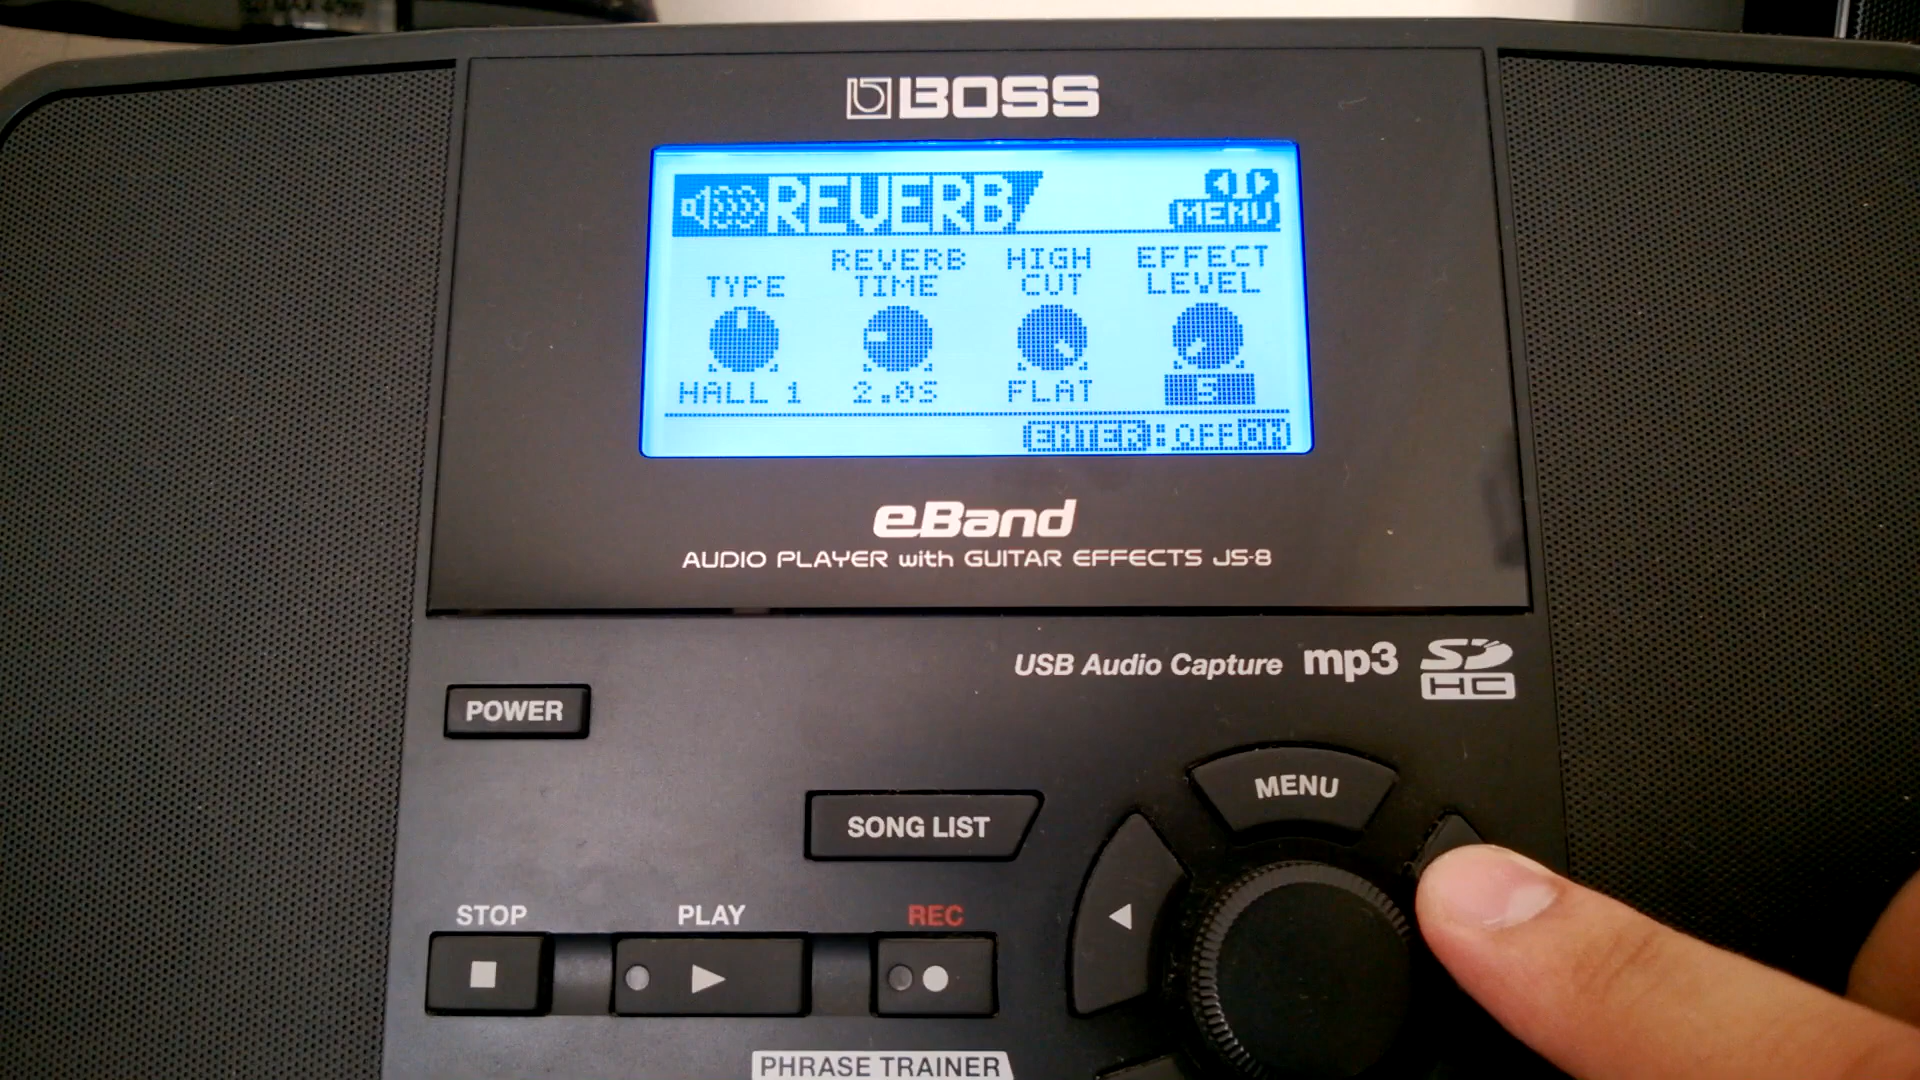 MAX 40W
BOSS
REVERB
MENU
TYPE
REVERB TIME
HIGH CUT
EFFECT LEVEL
HALL 1
2.0S
FLAT
5
ENTER:OFF ON
eBand
AUDIO PLAYER with GUITAR EFFECTS JS-8
USB Audio Capture mp3 SD HC
POWER
MENU
SONG LIST
STOP
PLAY
REC
PHRASE TRAINER